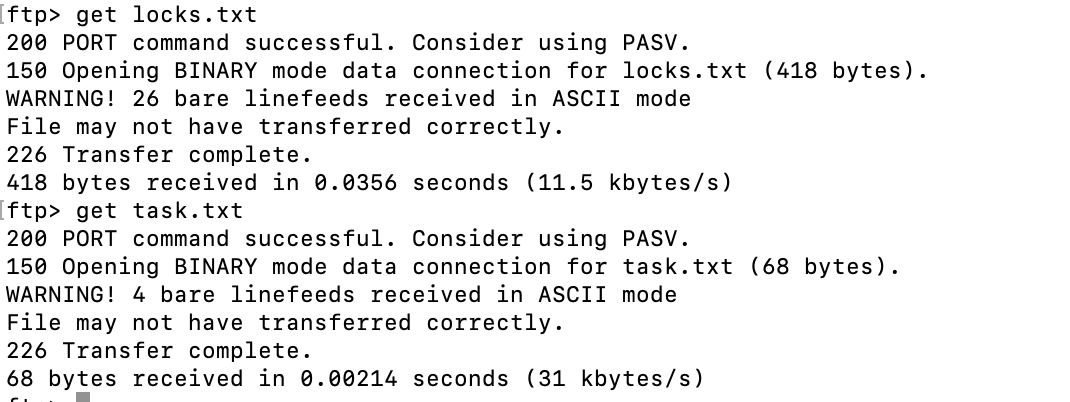 [ftp> get locks.txt
200 PORT command successful. Consider using PASV.
150 Opening BINARY mode data connection for locks.txt (418 bytes).
WARNING! 26 bare linefeeds received in ASCII mode
File may not have transferred correctly.
226 Transfer complete.
418 bytes received in 0.0356 seconds (11.5 kbytes/s)
[ftp> get task.txt
200 PORT command successful. Consider using PASV.
150 Opening BINARY mode data connection for task.txt (68 bytes).
WARNING! 4 bare linefeeds received in ASCII mode
File may not have transferred correctly.
226 Transfer complete.
68 bytes received in 0.00214 seconds (31 kbytes/s)